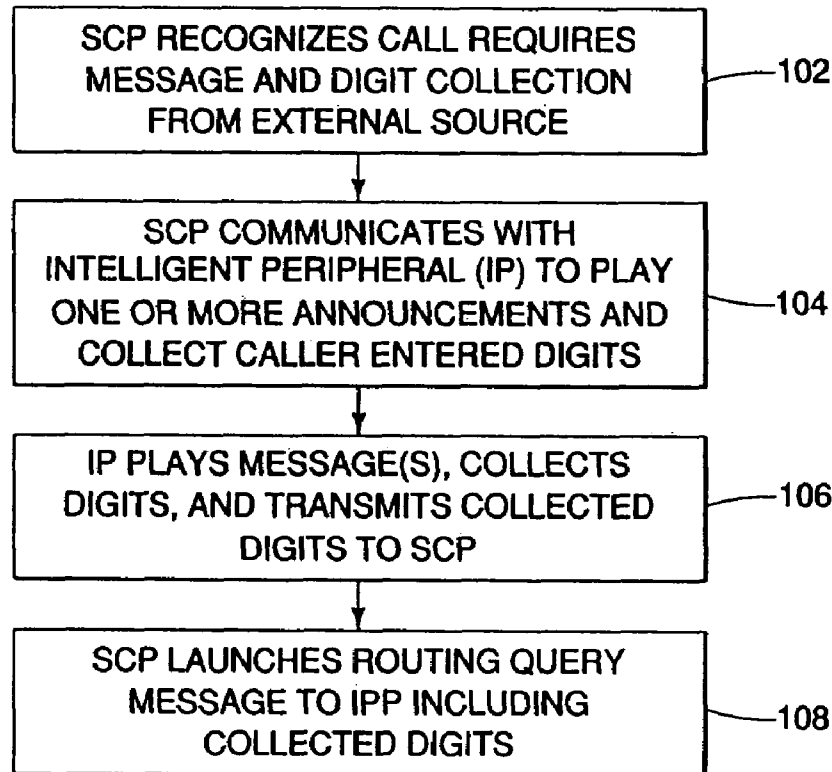 SCP RECOGNIZES CALL REQUIRES
MESSAGE AND DIGIT COLLECTION
FROM EXTERNAL SOURCE
102
SCP COMMUNICATES WITH
INTELLIGENT PERIPHERAL (IP) TO PLAY
ONE OR MORE ANNOUNCEMENTS AND
COLLECT CALLER ENTERED DIGITS
104
IP PLAYS MESSAGE(S), COLLECTS
DIGITS, AND TRANSMITS COLLECTED
DIGITS TO SCP
106
SCP LAUNCHES ROUTING QUERY
MESSAGE TO IPP INCLUDING
COLLECTED DIGITS
108